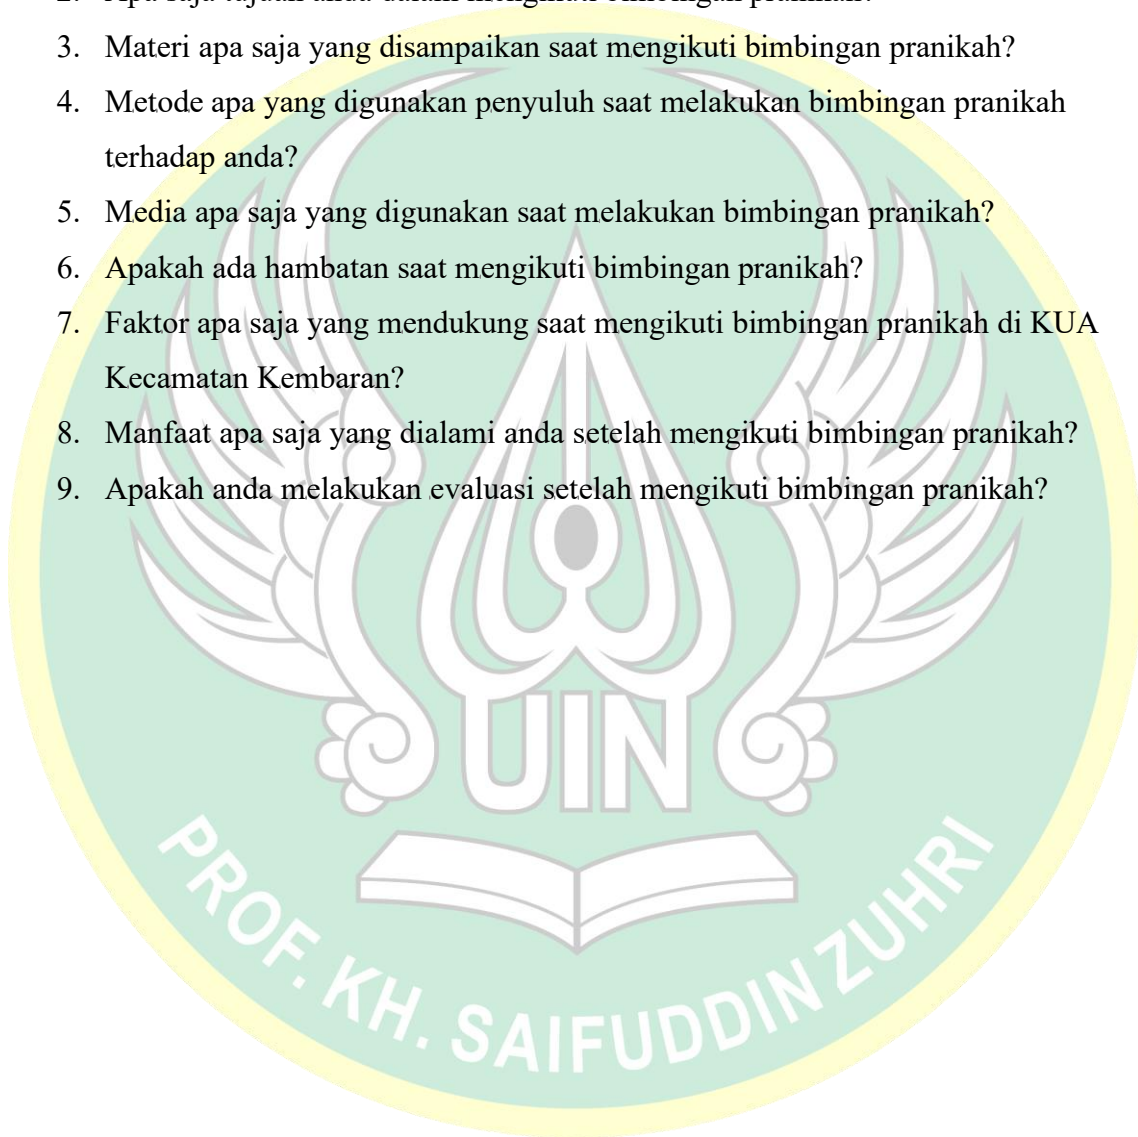 3. Materi apa saja yang disampaikan saat mengikuti bimbingan pranikah?
4. Metode apa yang digunakan penyuluh saat melakukan bimbingan pranikah
terhadap anda?
5. Media apa saja yang digunakan saat melakukan bimbingan pranikah?
6. Apakah ada hambatan saat mengikuti bimbingan pranikah?
7. Faktor apa saja yang mendukung saat mengikuti bimbingan pranikah di KUA
Kecamatan Kembaran?
8. Manfaat apa saja yang dialami anda setelah mengikuti bimbingan pranikah?
9. Apakah anda melakukan evaluasi setelah mengikuti bimbingan pranikah?
UIN
PROF. KH. SAIFUDDIN ZUHRI